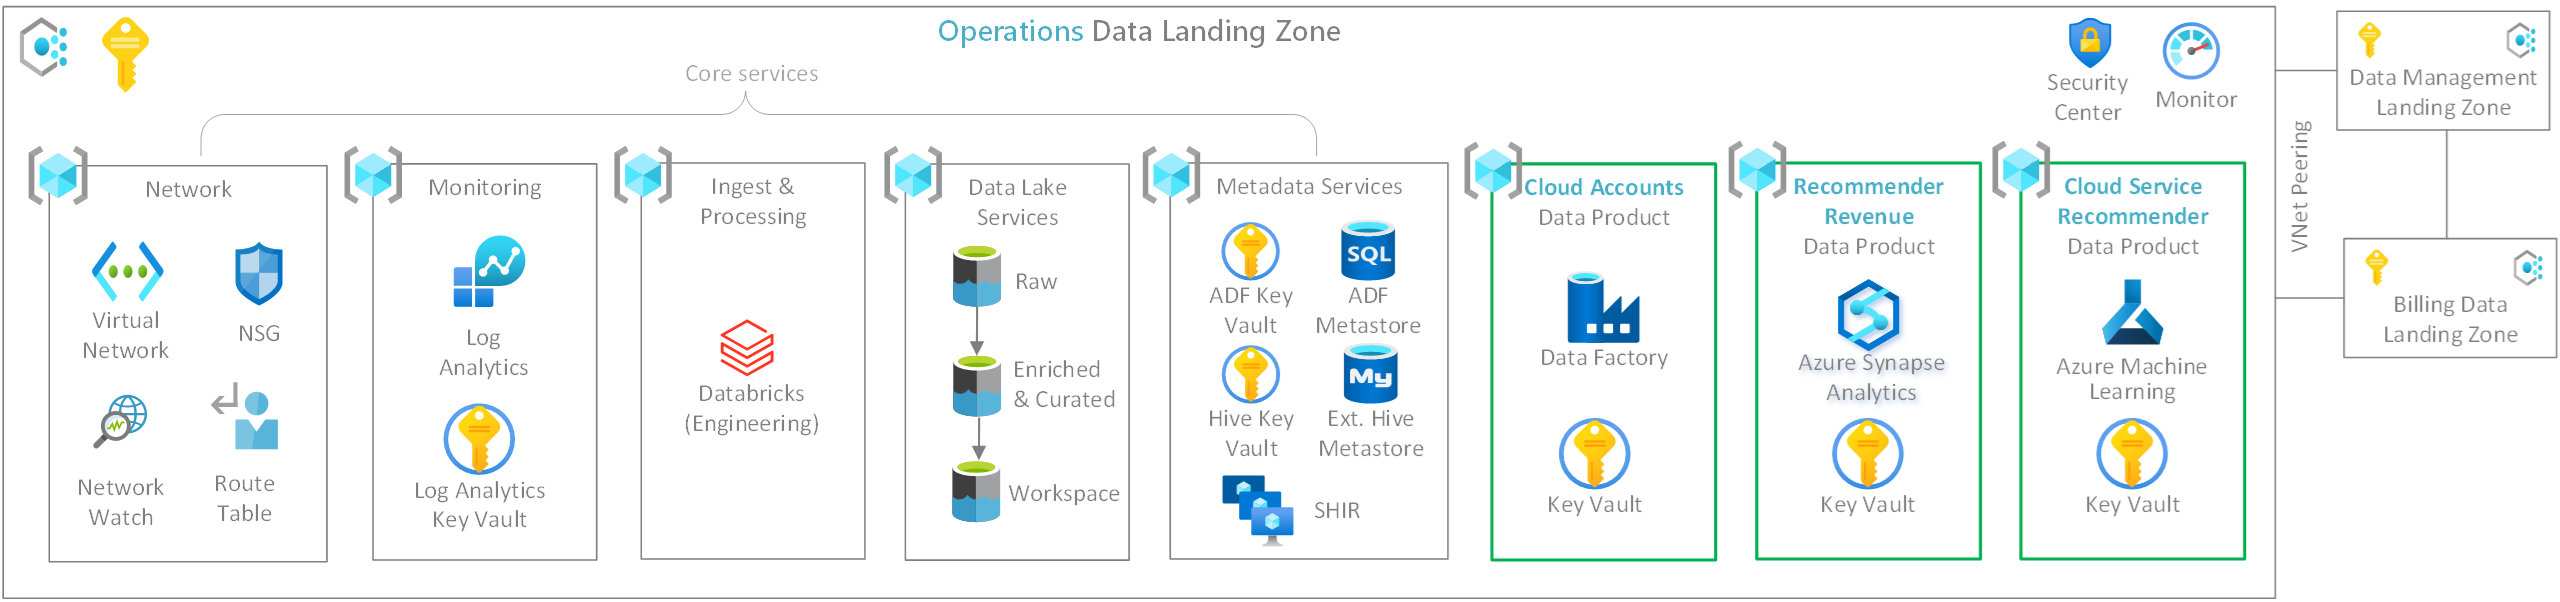 Operations Data Landing Zone
Core services
Security
Center
Monitor
Network
Virtual
Network
NSG
Network
Watch
Route
Table
Monitoring
Log
Analytics
Log Analytics
Key Vault
Ingest &
Processing
Databricks
(Engineering)
Data Lake
Services
Raw
Enriched
& Curated
Workspace
Metadata Services
ADF Key
Vault
SQL
ADF
Metastore
Hive Key
Vault
My
Ext. Hive
Metastore
SHIR
Cloud Accounts
Data Product
Data Factory
Key Vault
Recommender
Revenue
Data Product
Azure Synapse
Analytics
Key Vault
Cloud Service
Recommender
Data Product
Azure Machine
Learning
Key Vault
VNet Peering
Data Management
Landing Zone
Billing Data
Landing Zone